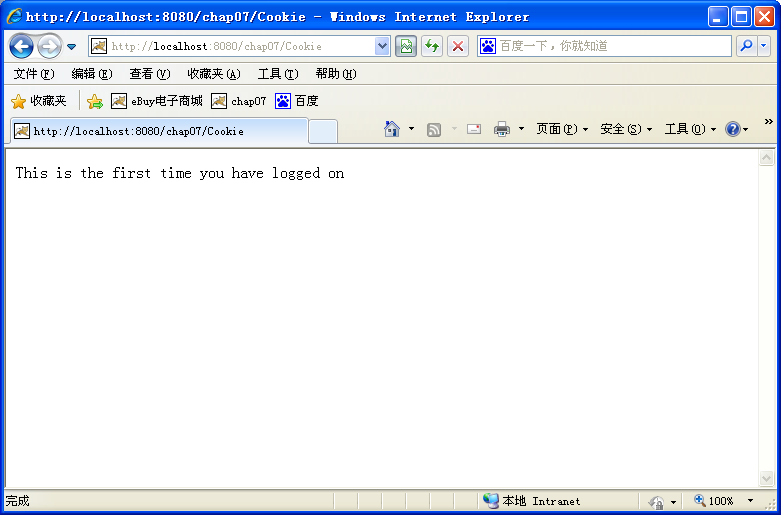 http://localhost:8080/chap07/Cookie - Windows Internet Explorer
http://localhost:8080/chap07/Cookie 百度一下，你就知道
文件(F) 编辑(E) 查看(V) 收藏夹(A) 工具(T) 帮助(H)
收藏夹 eBuy电子商城 chap07 百度
http://localhost:8080/chap07/Cookie 页面(P) 安全(S) 工具(O) »
This is the first time you have logged on
完成 本地 Intranet 100%